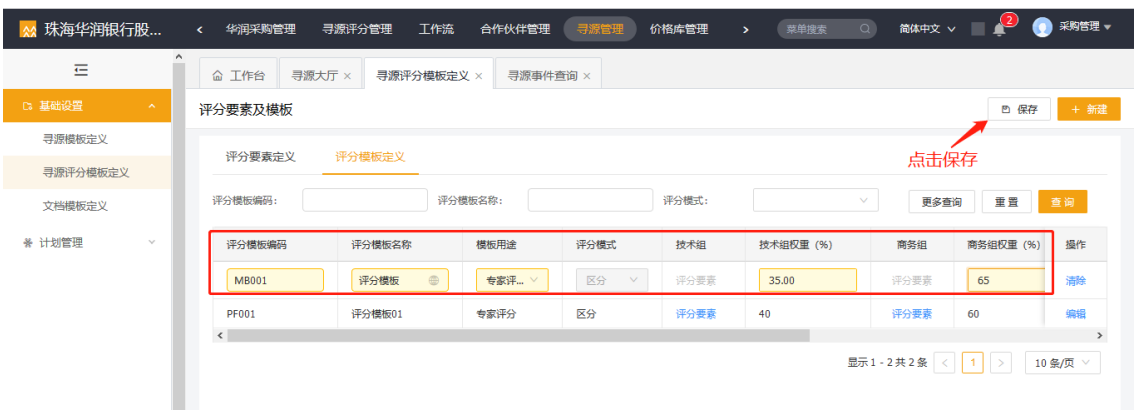 珠海华润银行股...
华润采购管理 寻源评分管理 工作流 合作伙伴管理 寻源管理 价格库管理 菜单搜索 简体中文 2 采购管理
工作台 寻源大厅 × 寻源评分模板定义 × 寻源事件查询 ×
基础设置
寻源模板定义
寻源评分模板定义
文档模板定义
计划管理
评分要素及模板 保存 + 新建
点击保存
评分要素定义 评分模板定义
评分模板编码: 评分模板名称: 评分模式: 更多查询 重置 查询
评分模板编码 评分模板名称 模板用途 评分模式 技术组 技术组权重 (%) 商务组 商务组权重 (%) 操作
MB001 评分模板 专家评... 区分 评分要素 35.00 评分要素 65 清除
PF001 评分模板01 专家评分 区分 评分要素 40 评分要素 60 编辑
显示 1 - 2 共 2 条 < 1 > 10 条/页